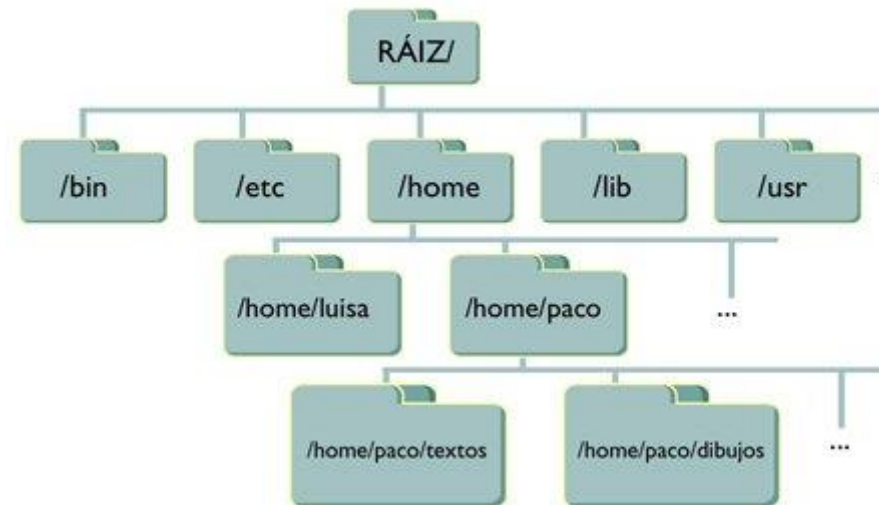 RÁIZ/
/bin
/etc
/home
/lib
/usr
/home/luisa
/home/paco
...
/home/paco/textos
/home/paco/dibujos
...